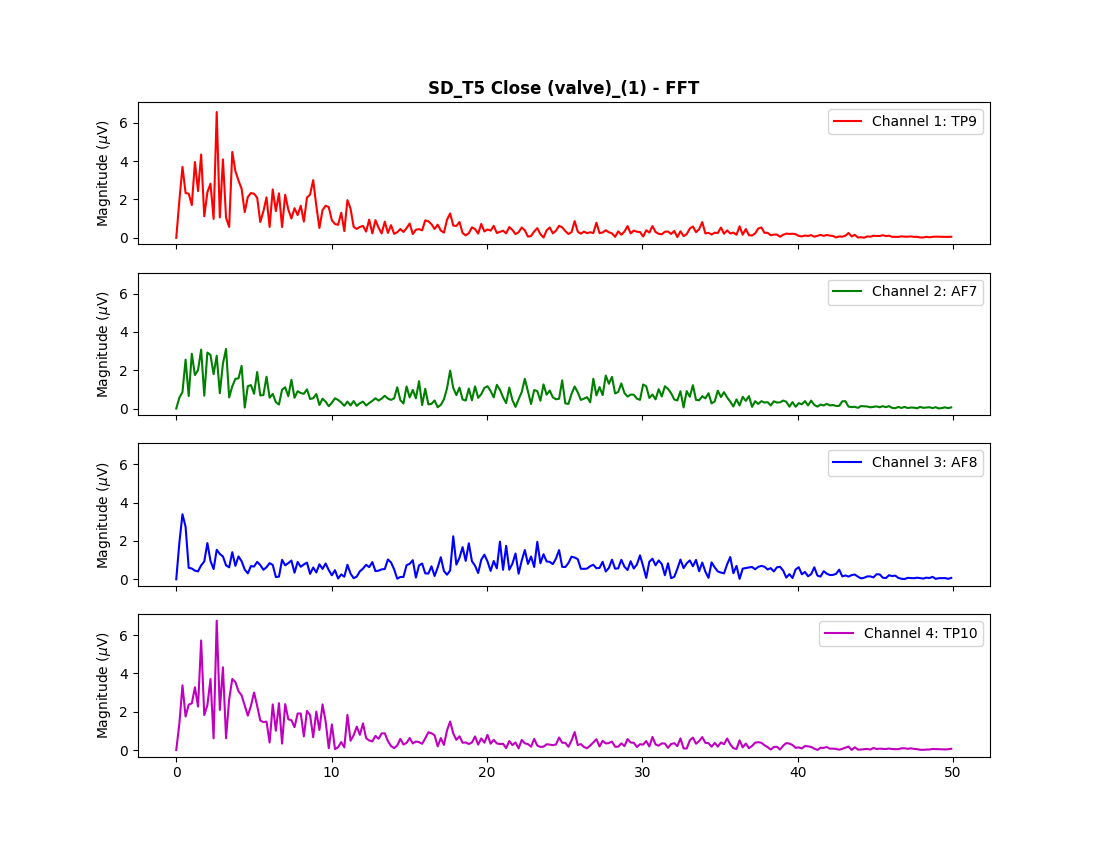 SD_T5 Close (valve)_(1) - FFT
Magnitude (μV)
6
4
2
0
Channel 1: TP9
Magnitude (μV)
6
4
2
0
Channel 2: AF7
Magnitude (μV)
6
4
2
0
Channel 3: AF8
Magnitude (μV)
6
4
2
0
Channel 4: TP10
0 10 20 30 40 50